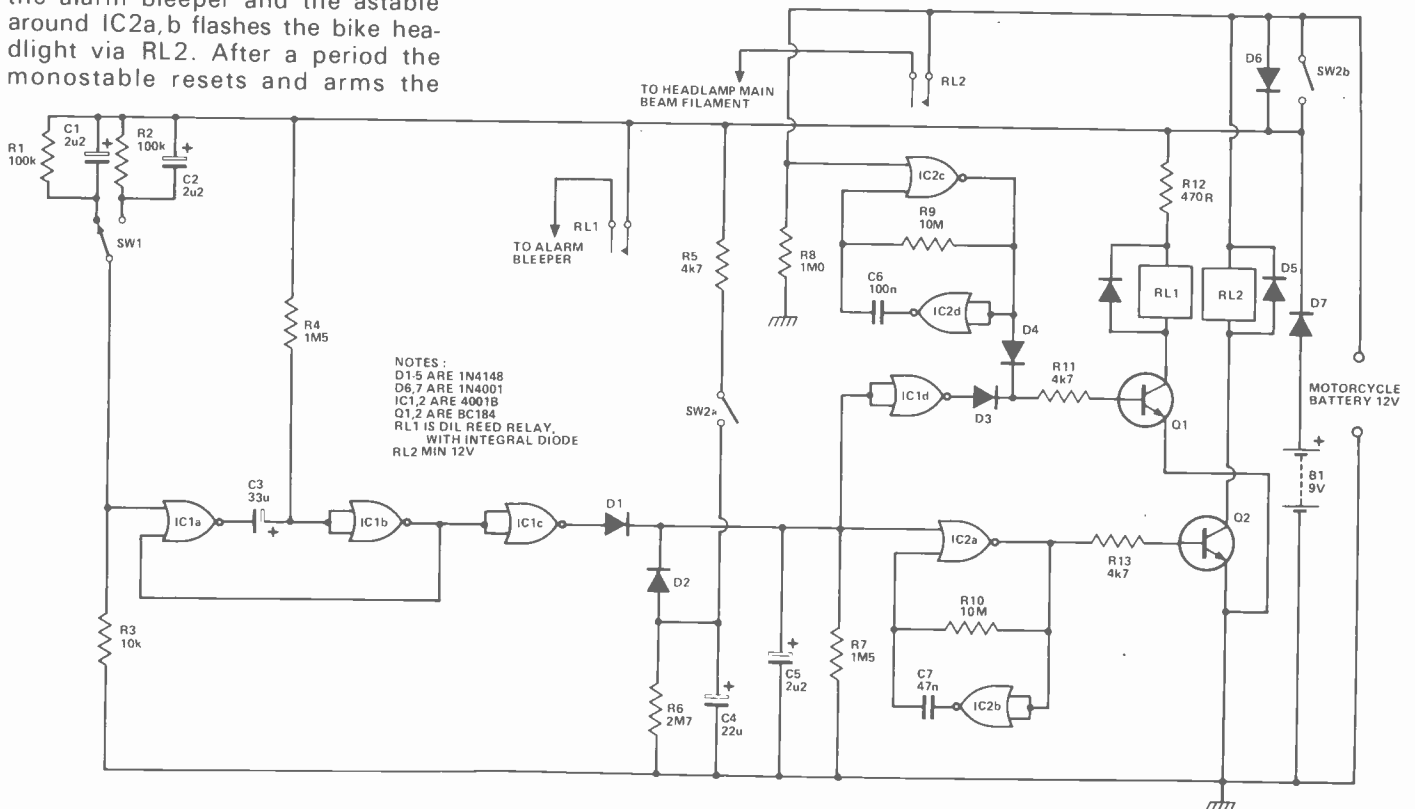 the alarm bleeper and the astable
around IC2a,b flashes the bike hea-
dlight via RL2. After a period the
monostable resets and arms the
TO HEADLAMP MAIN
BEAM FILAMENT
RL2
D6
SW2b
R1
100k
C1
2u2
+
R2
100k
+
C2
2u2
SW1
TO ALARM
BLEEPER
RL1
R5
4k7
R8
1M0
IC2c
R9
10M
C6
100n
IC2d
D4
R12
470R
RL1
RL2
D5
D7
R4
1M5
NOTES :
D1-5 ARE 1N4148
D6,7 ARE 1N4001
IC1,2 ARE 4001B
Q1,2 ARE BC184
RL1 IS DIL REED RELAY,
WITH INTEGRAL DIODE
RL2 MIN 12V
SW2a
IC1d
D3
R11
4k7
Q1
MOTORCYCLE
BATTERY 12V
+
B1
9V
IC1a
C3
33u
+
IC1b
IC1c
D1
D2
IC2a
R13
4k7
Q2
R3
10k
R6
2M7
+
C4
22u
+
C5
2u2
R7
1M5
R10
10M
C7
47n
IC2b